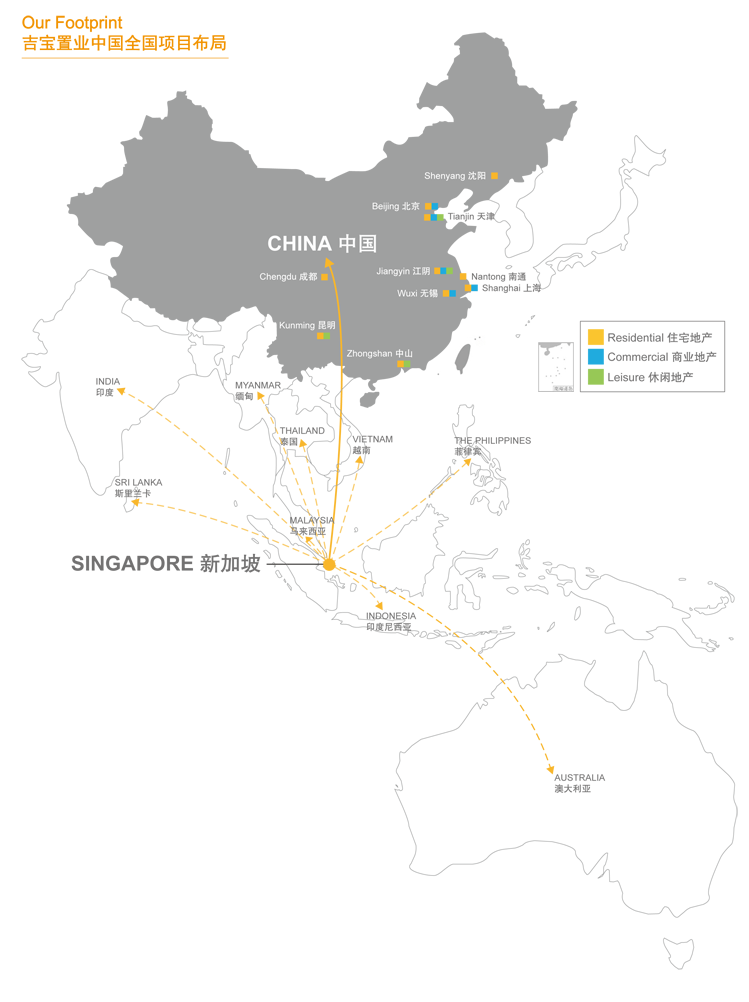 Our Footprint
吉宝置业中国全国项目布局
Shenyang 沈阳
Beijing 北京
Tianjin 天津
CHINA 中国
Jiangyin 江阴
Chengdu 成都
Nantong 南通
Shanghai 上海
Wuxi 无锡
Kunming 昆明
Zhongshan 中山
Residential 住宅地产
Commercial 商业地产
Leisure 休闲地产
INDIA
印度
MYANMAR
缅甸
THAILAND
泰国
VIETNAM
越南
THE PHILIPPINES
菲律宾
SRI LANKA
斯里兰卡
MALAYSIA
马来西亚
SINGAPORE 新加坡
INDONESIA
印度尼西亚
AUSTRALIA
澳大利亚